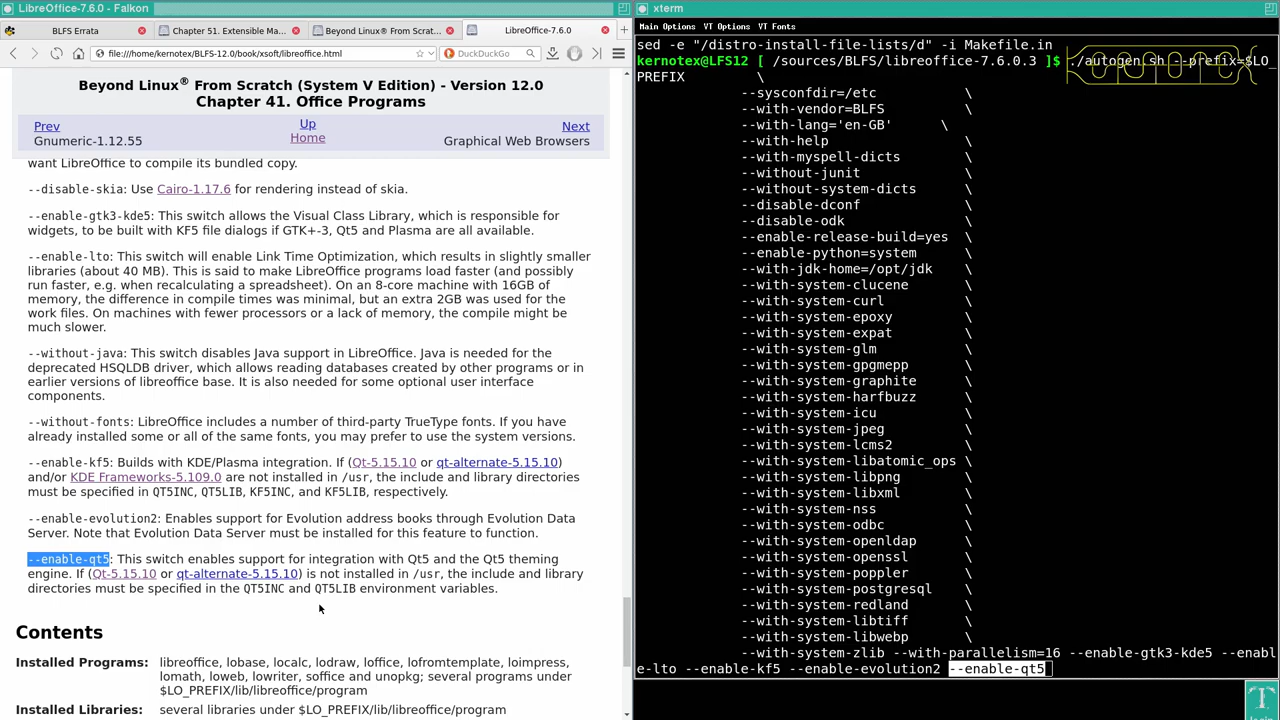 LibreOffice-7.6.0 - Falkon
BLFS Errata
Chapter 31. Extensible Ma...
Beyond Linux® From Scrat...
LibreOffice-7.6.0
file:///home/kernotex/BLFS-12.0/book/xsoft/libreoffice.html
DuckDuckGo
Beyond Linux® From Scratch (System V Edition) - Version 12.0
Chapter 41. Office Programs
Prev
Up
Next
Gnumeric-1.12.55
Home
Graphical Web Browsers
want LibreOffice to compile its bundled copy.
--disable-skia: Use Cairo-1.17.6 for rendering instead of skia.
--enable-gtk3-kde5: This switch allows the Visual Class Library, which is responsible for
widgets, to be built with KF5 file dialogs if GTK+-3, Qt5 and Plasma are all available.
--enable-lto: This switch will enable Link Time Optimization, which results in slightly smaller
libraries (about 40 MB). This is said to make LibreOffice programs load faster (and possibly
run faster, e.g. when recalculating a spreadsheet). On an 8-core machine with 16GB of
memory, the difference in compile times was minimal, but an extra 2GB was used for the
work files. On machines with fewer processors or a lack of memory, the compile might be
much slower.
--without-java: This switch disables Java support in LibreOffice. Java is needed for the
deprecated HSQLDB driver, which allows reading databases created by other programs or in
earlier versions of libreoffice base. It is also needed for some optional user interface
components.
--without-fonts: LibreOffice includes a number of third-party TrueType fonts. If you have
already installed some or all of the same fonts, you may prefer to use the system versions.
--enable-kf5: Builds with KDE/Plasma integration. If (Qt-5.15.10 or qt-alternate-5.15.10)
and/or KDE Frameworks-5.109.0 are not installed in /usr, the include and library directories
must be specified in QT5INC, QT5LIB, KF5INC, and KF5LIB, respectively.
--enable-evolution2: Enables support for Evolution address books through Evolution Data
Server. Note that Evolution Data Server must be installed for this feature to function.
--enable-qt5: This switch enables support for integration with Qt5 and the Qt5 theming
engine. If (Qt-5.15.10 or qt-alternate-5.15.10) is not installed in /usr, the include and library
directories must be specified in the QT5INC and QT5LIB environment variables.
Contents
Installed Programs: libreoffice, lobase, localc, lodraw, loffice, lofromtemplate, loimpress,
lomath, loweb, lowriter, soffice and unopkg; several programs under
$LO_PREFIX/lib/libreoffice/program
Installed Libraries: several libraries under $LO_PREFIX/lib/libreoffice/program
xterm
Main Options VT Options VT Fonts
sed -e "/distro-install-file-lists/d" -i Makefile.in
kernotex@LFS12 [ /sources/BLFS/libreoffice-7.6.0.3 ]$ ./autogen.sh --prefix=$LO_
PREFIX \
--sysconfdir=/etc \
--with-vendor=BLFS \
--with-lang='en-GB' \
--with-help \
--with-myspell-dicts \
--without-junit \
--without-system-dicts \
--disable-dconf \
--disable-odk \
--enable-release-build=yes \
--enable-python=system \
--with-jdk-home=/opt/jdk \
--with-system-clucene \
--with-system-curl \
--with-system-epoxy \
--with-system-expat \
--with-system-glm \
--with-system-gpgmepp \
--with-system-graphite \
--with-system-harfbuzz \
--with-system-icu \
--with-system-jpeg \
--with-system-lcms2 \
--with-system-libatomic_ops \
--with-system-libpng \
--with-system-libxml \
--with-system-nss \
--with-system-odbc \
--with-system-openldap \
--with-system-openssl \
--with-system-poppler \
--with-system-postgresql \
--with-system-redland \
--with-system-libtiff \
--with-system-libwebp \
--with-system-zlib --with-parallelism=16 --enable-gtk3-kde5 --enabl
e-lto --enable-kf5 --enable-evolution2 --enable-qt5